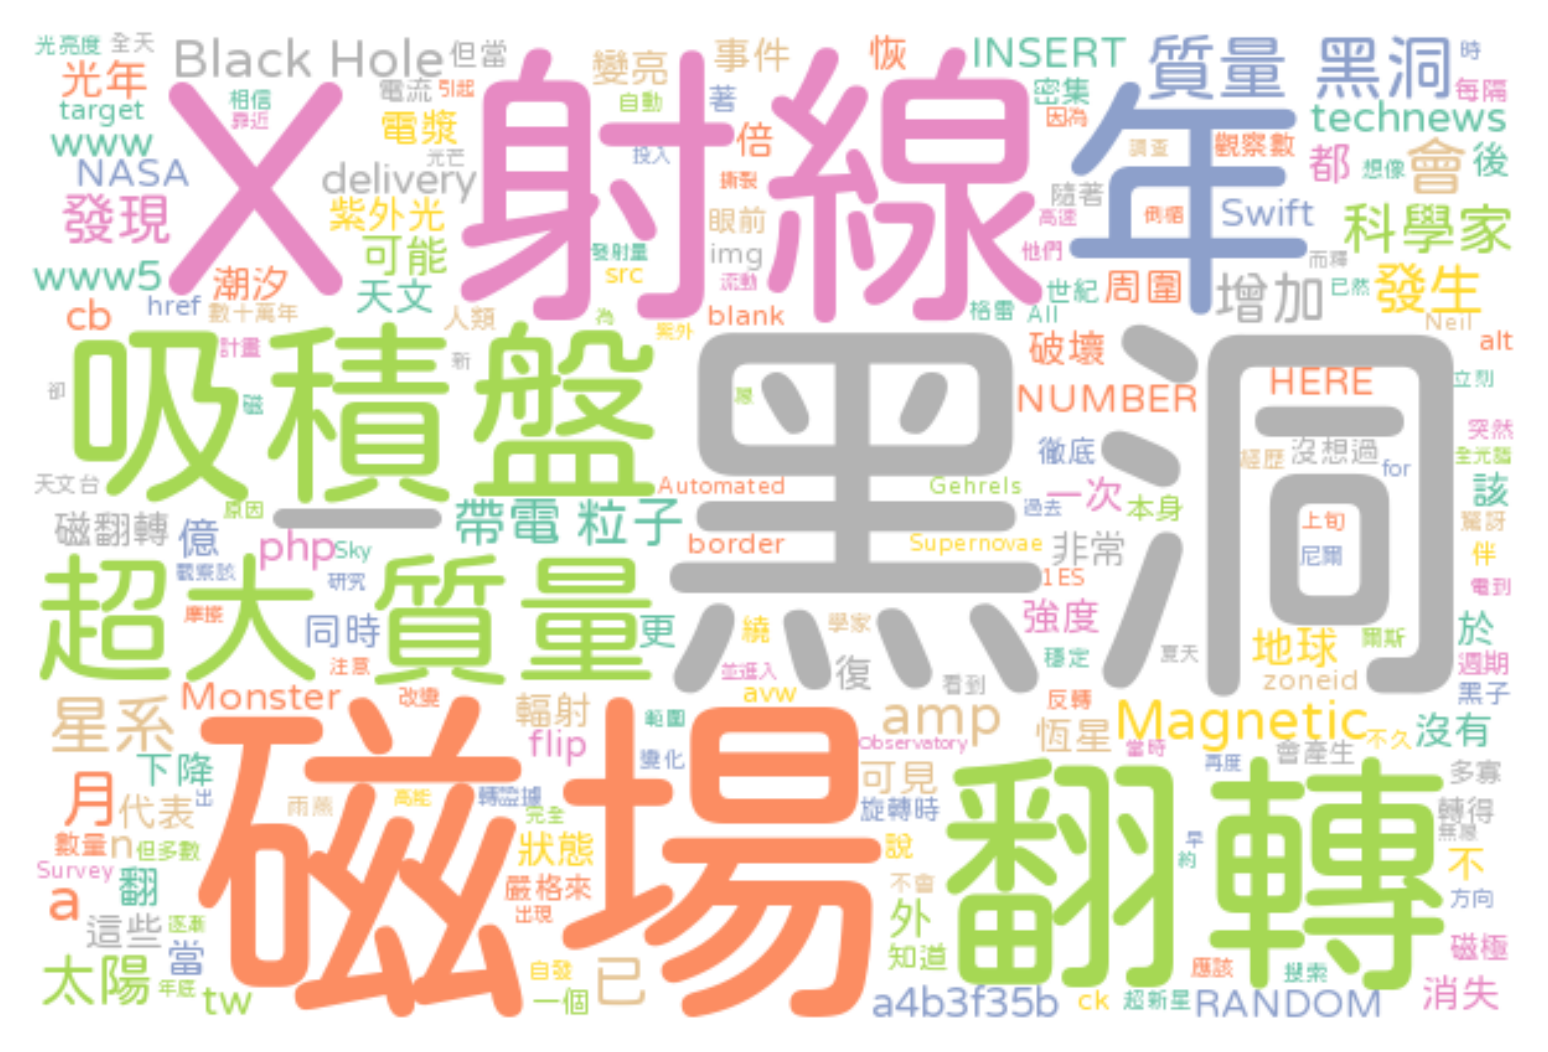 光亮度 全天 Black Hole 但當 變亮 事件 恢 INSERT 質量 黑洞 時
光年 電流 引起 自動 著 密集 每隔
target 相信 靠近 電漿 倍 因為 technews
www 光芒 投入 調查 觀察數 都 想像 會 後
NASA delivery 撕裂 隨著 倒楣 Swift
X 射線 年
發現 紫外光 眼前 高速 科學家
可能 發射量 img 他們 而釋
www5 潮汐 天文 src 流動 世紀 周圍 增加 已然 發生
href 數十萬年 人類 為 blank 格雷 All Neil
cb 計畫 新 紫外 破壞 alt
吸積盤 黑洞
卻 磁 NUMBER HERE 立刻
徹底 沒想過 突然
經歷 for 全光譜
天文台 Automated Gehrels 一次 本身 該
原因 一 帶電 粒子 過去 上旬 驚訝
磁翻轉 億 php Sky border Supernovae 非常 尼爾 伴
觀察該 研究 1ES 電到
超大質量
摩擦 同時 更 繞 學家 強度 地球 爾斯 於
注意 並進入 復 看到 穩定 夏天 zoneid 週期
Monster 改變 avw 反轉 黑子
星系 輻射 範圍 amp 恆星 Magnetic 不久 沒有
flip Observatory 當時 會產生
下降 變化 可見 再度 多寡
磁場 翻轉
月 代表 出 雨燕 高能 轉證據 旋轉時 轉得
完全 無
數量 n 但多數 狀態 說 早 約 不
Survey 翻 嚴格來 不會 方向
a 這些 逐漸 出現 外 磁極
當 自發 已 知道 應該 搜索
太陽 年底 tw 一個 a4b3f35b ck 超新星 RANDOM 消失